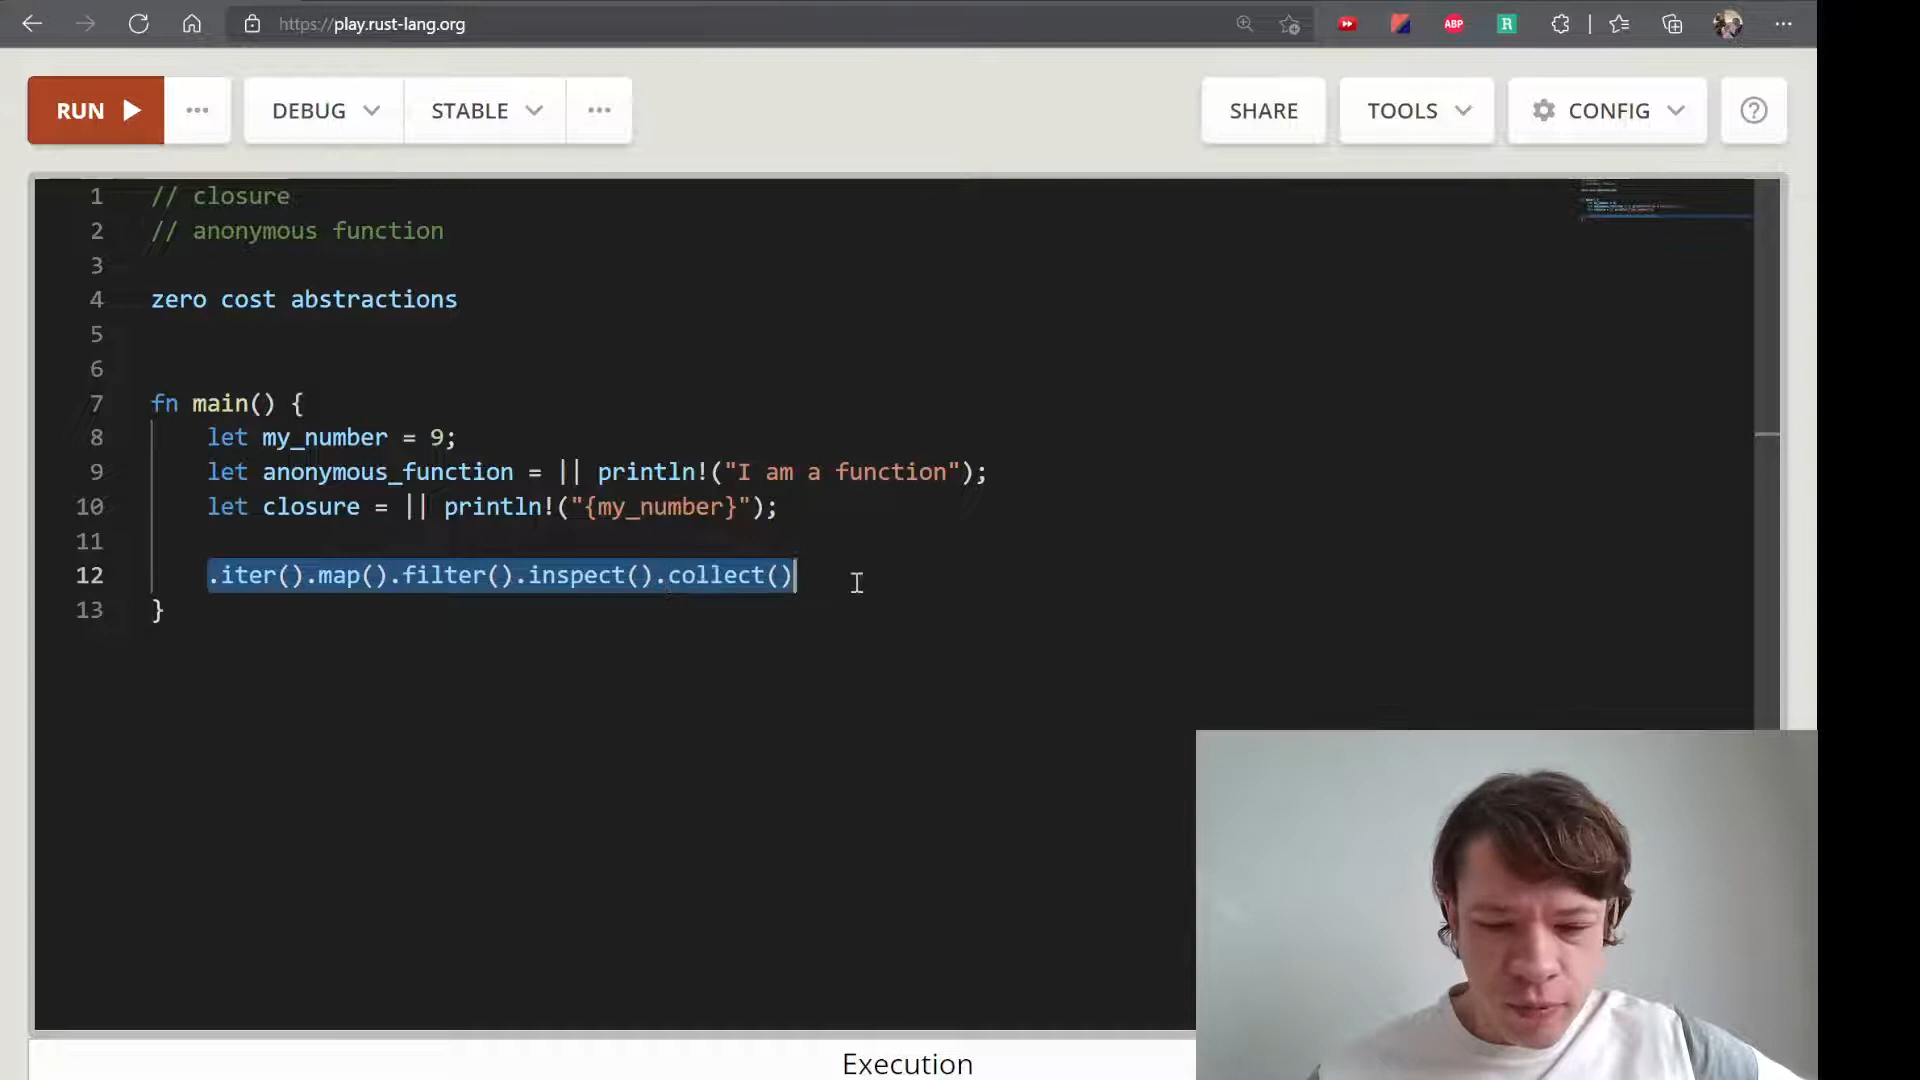 https://play.rust-lang.org
ABP
R
RUN
DEBUG
STABLE
SHARE
TOOLS
CONFIG
1 // closure
2 // anonymous function
3
4 zero cost abstractions
5
6
7 fn main() {
8 let my_number = 9;
9 let anonymous_function = || println!("I am a function");
10 let closure = || println!("{my_number}");
11
12 .iter().map().filter().inspect().collect()
13 }
Execution